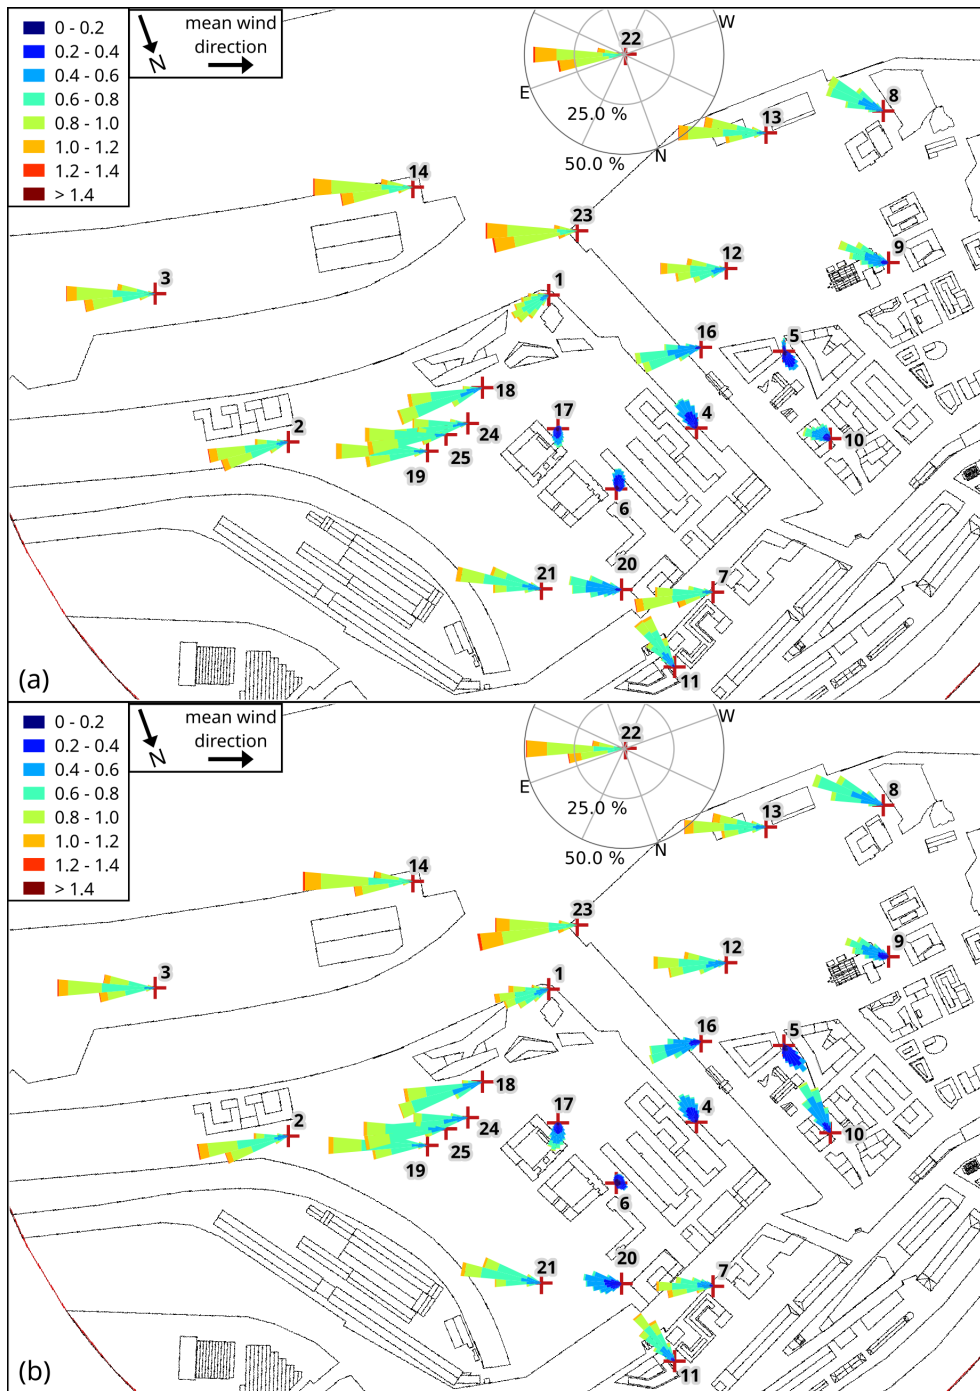 0 - 0.2
0.2 - 0.4
0.4 - 0.6
0.6 - 0.8
0.8 - 1.0
1.0 - 1.2
1.2 - 1.4
> 1.4
N
mean wind
direction
22
W
E
25.0 %
N
50.0 %
8
13
14
23
12
9
3
1
16
5
18
17
4
2
24
10
25
19
6
21
20
7
11
(a)
0 - 0.2
0.2 - 0.4
0.4 - 0.6
0.6 - 0.8
0.8 - 1.0
1.0 - 1.2
1.2 - 1.4
> 1.4
N
mean wind
direction
22
W
E
25.0 %
N
50.0 %
8
13
14
23
12
9
3
1
16
5
18
17
4
2
24
10
25
19
6
21
20
7
11
(b)